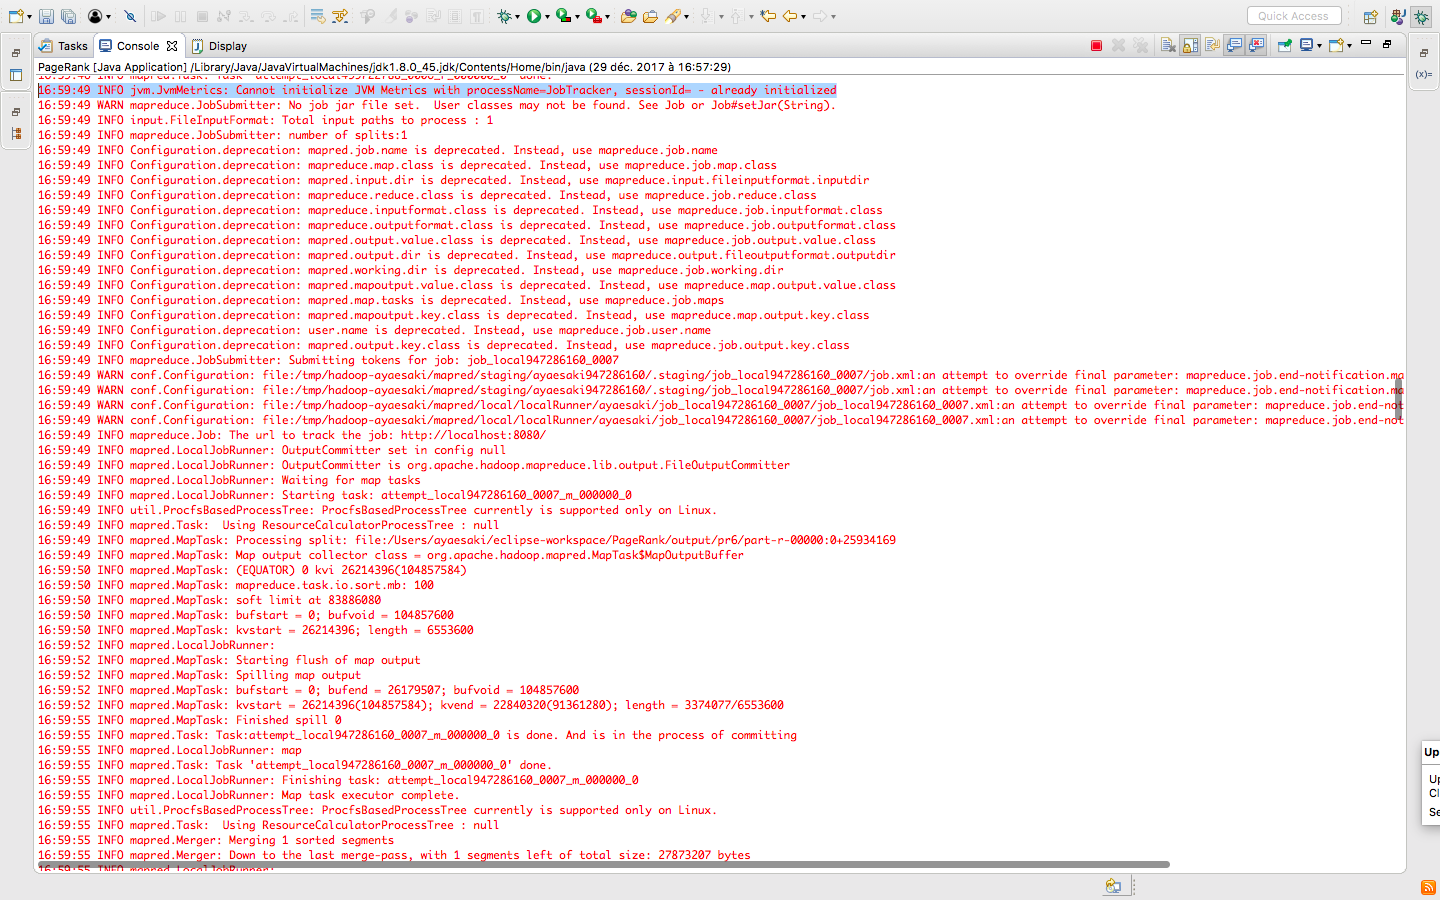 Quick Access
Tasks Console Display
PageRank [Java Application] /Library/Java/JavaVirtualMachines/jdk1.8.0_45.jdk/Contents/Home/bin/java (29 déc. 2017 à 16:57:29)
16:59:49 INFO jvm.JvmMetrics: Cannot initialize JVM Metrics with processName=JobTracker, sessionId= - already initialized
16:59:49 WARN mapreduce.JobSubmitter: No job jar file set.  User classes may not be found. See Job or Job#setJar(String).
16:59:49 INFO input.FileInputFormat: Total input paths to process : 1
16:59:49 INFO mapreduce.JobSubmitter: number of splits:1
16:59:49 INFO Configuration.deprecation: mapred.job.name is deprecated. Instead, use mapreduce.job.name
16:59:49 INFO Configuration.deprecation: mapreduce.map.class is deprecated. Instead, use mapreduce.job.map.class
16:59:49 INFO Configuration.deprecation: mapred.input.dir is deprecated. Instead, use mapreduce.input.fileinputformat.inputdir
16:59:49 INFO Configuration.deprecation: mapreduce.reduce.class is deprecated. Instead, use mapreduce.job.reduce.class
16:59:49 INFO Configuration.deprecation: mapreduce.inputformat.class is deprecated. Instead, use mapreduce.job.inputformat.class
16:59:49 INFO Configuration.deprecation: mapreduce.outputformat.class is deprecated. Instead, use mapreduce.job.outputformat.class
16:59:49 INFO Configuration.deprecation: mapred.output.value.class is deprecated. Instead, use mapreduce.job.output.value.class
16:59:49 INFO Configuration.deprecation: mapred.output.dir is deprecated. Instead, use mapreduce.output.fileoutputformat.outputdir
16:59:49 INFO Configuration.deprecation: mapred.working.dir is deprecated. Instead, use mapreduce.job.working.dir
16:59:49 INFO Configuration.deprecation: mapred.mapoutput.value.class is deprecated. Instead, use mapreduce.map.output.value.class
16:59:49 INFO Configuration.deprecation: mapred.map.tasks is deprecated. Instead, use mapreduce.job.maps
16:59:49 INFO Configuration.deprecation: mapred.mapoutput.key.class is deprecated. Instead, use mapreduce.map.output.key.class
16:59:49 INFO Configuration.deprecation: user.name is deprecated. Instead, use mapreduce.job.user.name
16:59:49 INFO Configuration.deprecation: mapred.output.key.class is deprecated. Instead, use mapreduce.job.output.key.class
16:59:49 INFO mapreduce.JobSubmitter: Submitting tokens for job: job_local947286160_0007
16:59:49 WARN conf.Configuration: file:/tmp/hadoop-ayaesaki/mapred/staging/ayaesaki947286160/.staging/job_local947286160_0007/job.xml:an attempt to override final parameter: mapreduce.job.end-notification.ma
16:59:49 WARN conf.Configuration: file:/tmp/hadoop-ayaesaki/mapred/staging/ayaesaki947286160/.staging/job_local947286160_0007/job.xml:an attempt to override final parameter: mapreduce.job.end-notification.ma
16:59:49 WARN conf.Configuration: file:/tmp/hadoop-ayaesaki/mapred/local/localRunner/ayaesaki/job_local947286160_0007/job_local947286160_0007.xml:an attempt to override final parameter: mapreduce.job.end-not
16:59:49 WARN conf.Configuration: file:/tmp/hadoop-ayaesaki/mapred/local/localRunner/ayaesaki/job_local947286160_0007/job_local947286160_0007.xml:an attempt to override final parameter: mapreduce.job.end-not
16:59:49 INFO mapreduce.Job: The url to track the job: http://localhost:8080/
16:59:49 INFO mapred.LocalJobRunner: OutputCommitter set in config null
16:59:49 INFO mapred.LocalJobRunner: OutputCommitter is org.apache.hadoop.mapreduce.lib.output.FileOutputCommitter
16:59:49 INFO mapred.LocalJobRunner: Waiting for map tasks
16:59:49 INFO mapred.LocalJobRunner: Starting task: attempt_local947286160_0007_m_000000_0
16:59:49 INFO util.ProcfsBasedProcessTree: ProcfsBasedProcessTree currently is supported only on Linux.
16:59:49 INFO mapred.Task:  Using ResourceCalculatorProcessTree : null
16:59:49 INFO mapred.MapTask: Processing split: file:/Users/ayaesaki/eclipse-workspace/PageRank/output/pr6/part-r-00000:0+25934169
16:59:49 INFO mapred.MapTask: Map output collector class = org.apache.hadoop.mapred.MapTask$MapOutputBuffer
16:59:50 INFO mapred.MapTask: (EQUATOR) 0 kvi 26214396(104857584)
16:59:50 INFO mapred.MapTask: mapreduce.task.io.sort.mb: 100
16:59:50 INFO mapred.MapTask: soft limit at 83886080
16:59:50 INFO mapred.MapTask: bufstart = 0; bufvoid = 104857600
16:59:50 INFO mapred.MapTask: kvstart = 26214396; length = 6553600
16:59:52 INFO mapred.LocalJobRunner:
16:59:52 INFO mapred.MapTask: Starting flush of map output
16:59:52 INFO mapred.MapTask: Spilling map output
16:59:52 INFO mapred.MapTask: bufstart = 0; bufend = 26179507; bufvoid = 104857600
16:59:52 INFO mapred.MapTask: kvstart = 26214396(104857584); kvend = 22840320(91361280); length = 3374077/6553600
16:59:55 INFO mapred.MapTask: Finished spill 0
16:59:55 INFO mapred.Task: Task:attempt_local947286160_0007_m_000000_0 is done. And is in the process of committing
16:59:55 INFO mapred.LocalJobRunner: map
16:59:55 INFO mapred.Task: Task 'attempt_local947286160_0007_m_000000_0' done.
16:59:55 INFO mapred.LocalJobRunner: Finishing task: attempt_local947286160_0007_m_000000_0
16:59:55 INFO mapred.LocalJobRunner: Map task executor complete.
16:59:55 INFO util.ProcfsBasedProcessTree: ProcfsBasedProcessTree currently is supported only on Linux.
16:59:55 INFO mapred.Task:  Using ResourceCalculatorProcessTree : null
16:59:55 INFO mapred.Merger: Merging 1 sorted segments
16:59:55 INFO mapred.Merger: Down to the last merge-pass, with 1 segments left of total size: 27873207 bytes
16:59:55 INFO mapred.LocalJobRunner:
(x)=
Up
Up
Cl
Se